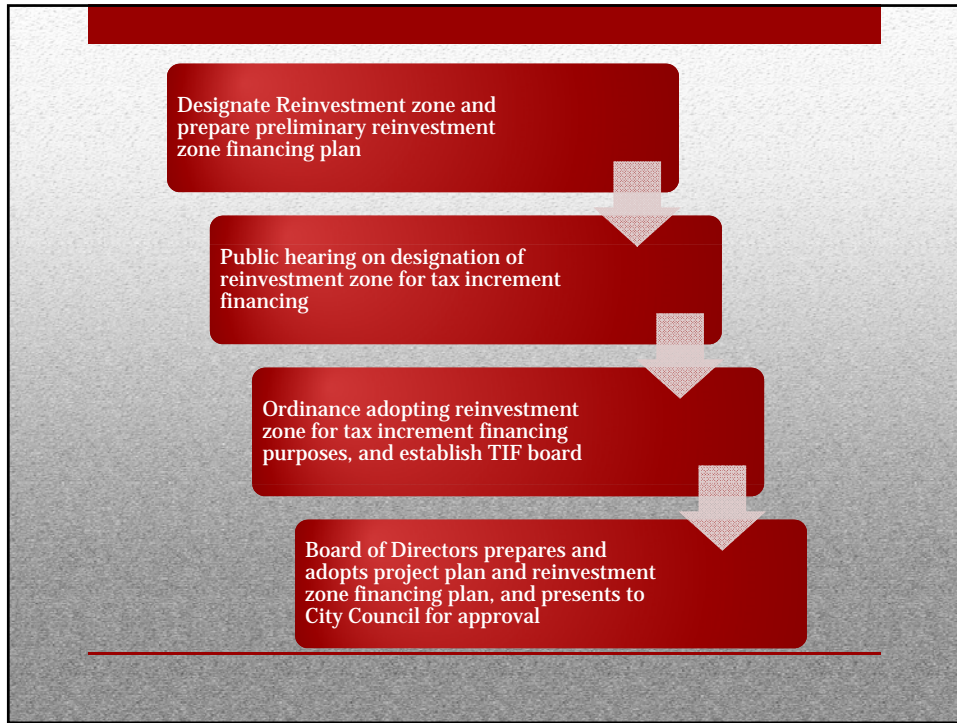 Designate Reinvestment zone and
prepare preliminary reinvestment
zone financing plan
Public hearing on designation of
reinvestment zone for tax increment
financing
Ordinance adopting reinvestment
zone for tax increment financing
purposes, and establish TIF board
Board of Directors prepares and
adopts project plan and reinvestment
zone financing plan, and presents to
City Council for approval